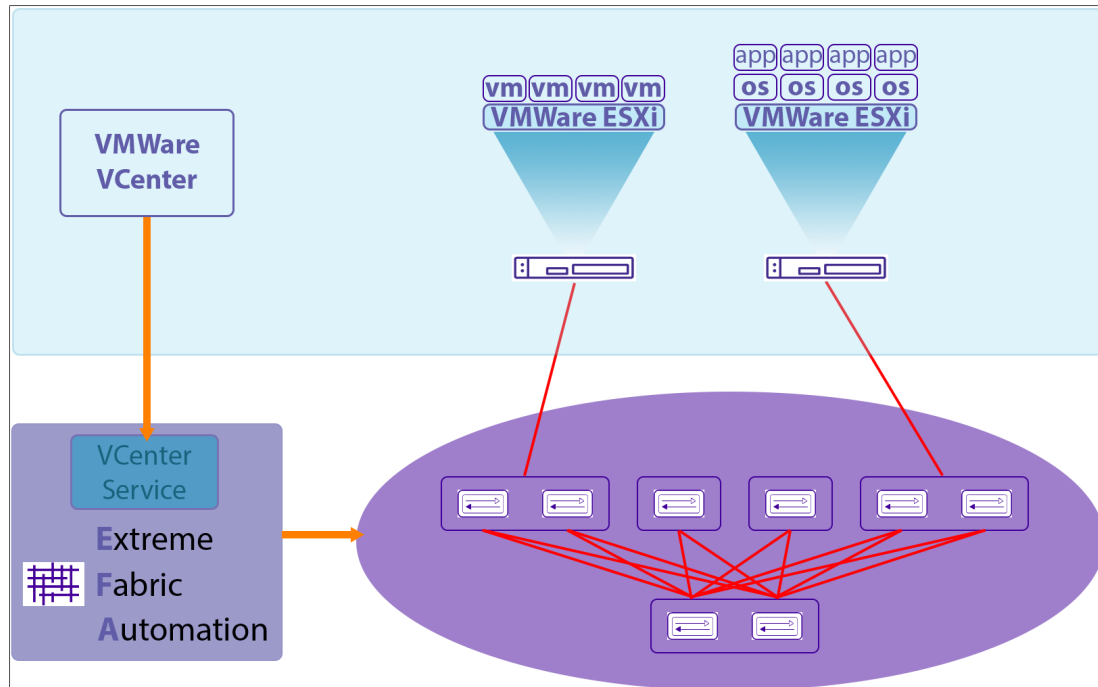 app app app app
vm vm vm vm
os os os os
VMWare ESXi
VMWare ESXi
VMWare
VCenter
VCenter
Service
Extreme
Fabric
Automation